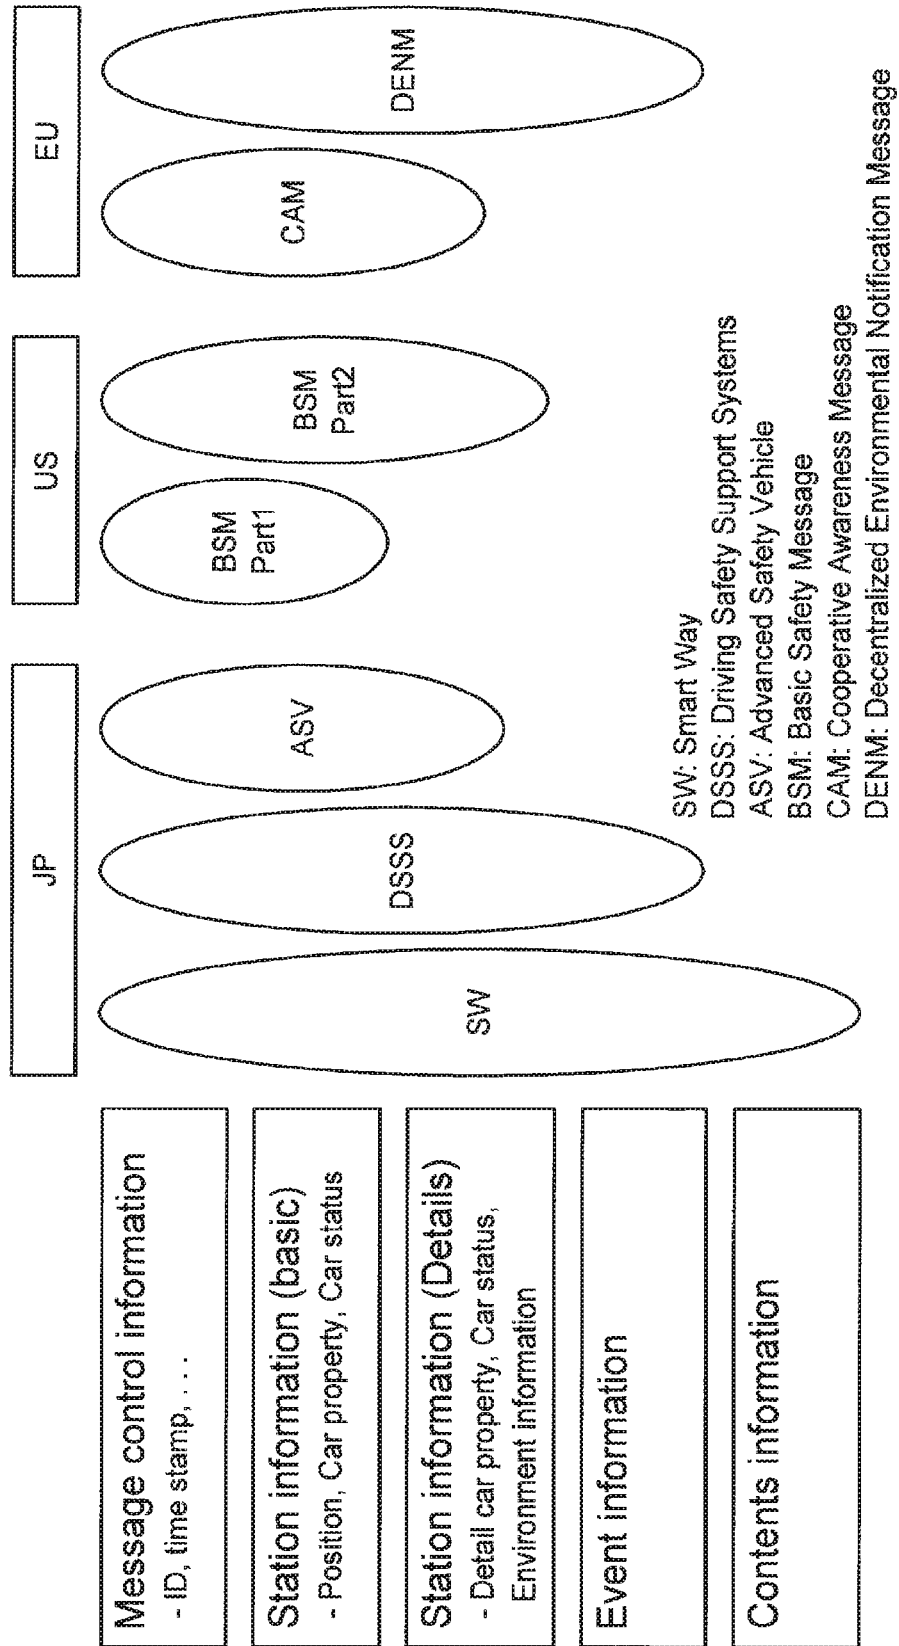 JP
US
EU
Message control information
- ID, time stamp, . . .
Station information (basic)
- Position, Car property, Car status
Station information (Details)
- Detail car property, Car status,
Environment information
Event information
Contents information
SW
DSSS
ASV
BSM
Part1
BSM
Part2
CAM
DENM
SW: Smart Way
DSSS: Driving Safety Support Systems
ASV: Advanced Safety Vehicle
BSM: Basic Safety Message
CAM: Cooperative Awareness Message
DENM: Decentralized Environmental Notification Message